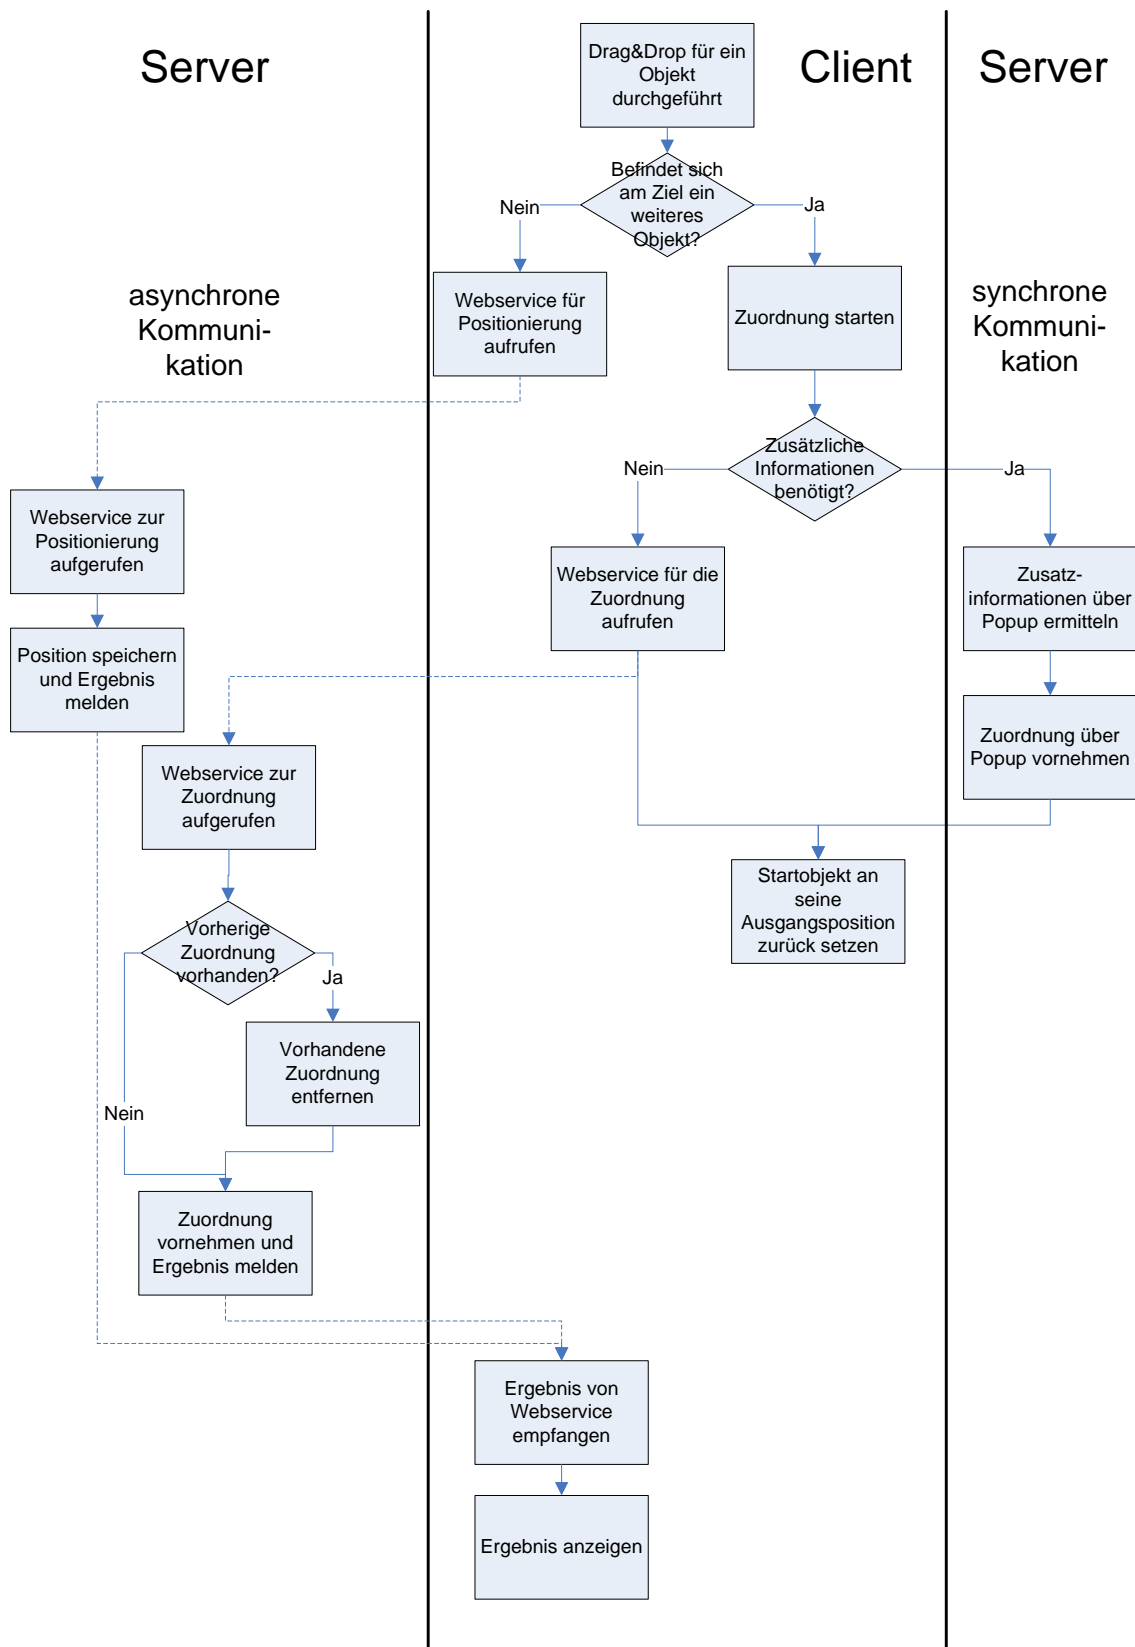 Server
Client
Server
Drag&Drop für ein
Objekt
durchgeführt
Befindet sich
am Ziel ein
weiteres
Objekt?
Nein
Ja
asynchrone
Kommuni-
kation
Webservice für
Positionierung
aufrufen
Zuordnung starten
synchrone
Kommuni-
kation
Zusätzliche
Informationen
benötigt?
Nein
Ja
Webservice zur
Positionierung
aufgerufen
Webservice für die
Zuordnung
aufrufen
Zusatz-
informationen über
Popup ermitteln
Position speichern
und Ergebnis
melden
Zuordnung über
Popup vornehmen
Webservice zur
Zuordnung
aufgerufen
Startobjekt an
seine
Ausgangsposition
zurück setzen
Vorherige
Zuordnung
vorhanden?
Ja
Vorhandene
Zuordnung
entfernen
Nein
Zuordnung
vornehmen und
Ergebnis melden
Ergebnis von
Webservice
empfangen
Ergebnis anzeigen